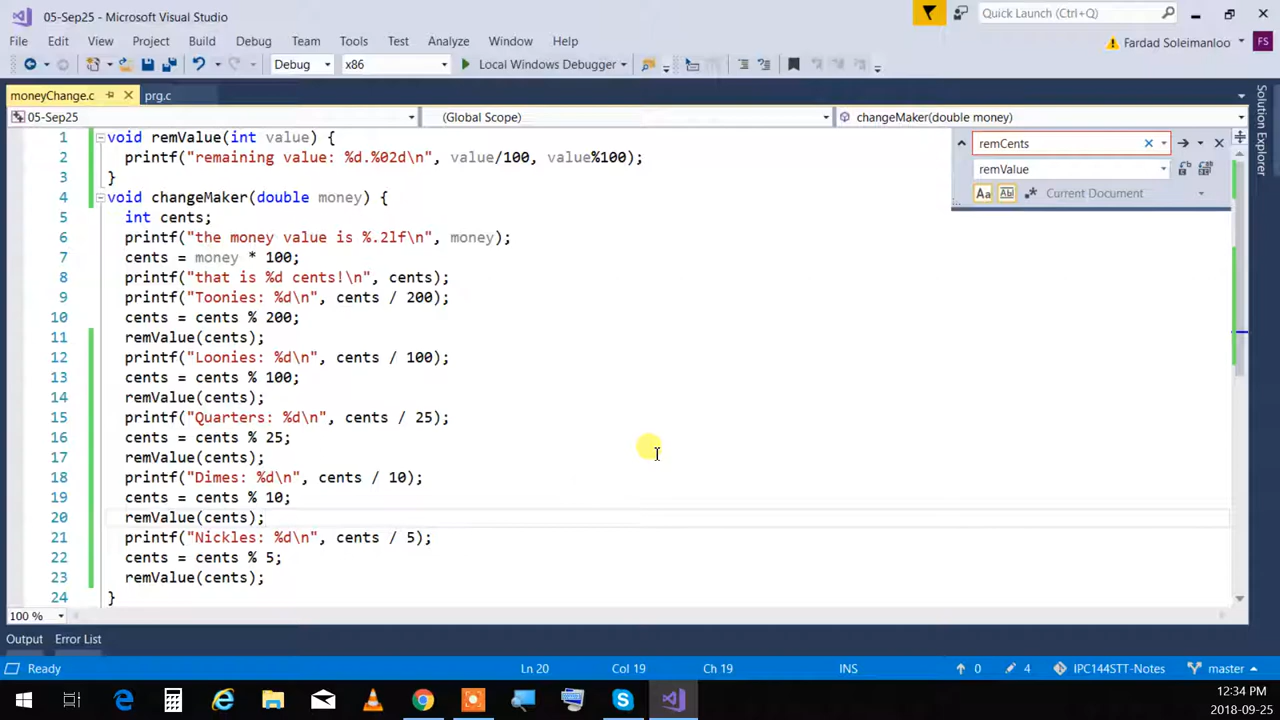 05-Sep25 - Microsoft Visual Studio
Quick Launch (Ctrl+Q)
File Edit View Project Build Debug Team Tools Test Analyze Window Help
Fardad Soleimanloo FS
Debug x86 Local Windows Debugger
moneyChange.c prg.c
05-Sep25 (Global Scope) changeMaker(double money)
Solution Explorer
remCents
remValue
Aa Ab Current Document
1 void remValue(int value) {
2 printf("remaining value: %d.%02d\n", value/100, value%100);
3 }
4 void changeMaker(double money) {
5 int cents;
6 printf("the money value is %.2lf\n", money);
7 cents = money * 100;
8 printf("that is %d cents!\n", cents);
9 printf("Toonies: %d\n", cents / 200);
10 cents = cents % 200;
11 remValue(cents);
12 printf("Loonies: %d\n", cents / 100);
13 cents = cents % 100;
14 remValue(cents);
15 printf("Quarters: %d\n", cents / 25);
16 cents = cents % 25;
17 remValue(cents);
18 printf("Dimes: %d\n", cents / 10);
19 cents = cents % 10;
20 remValue(cents);
21 printf("Nickles: %d\n", cents / 5);
22 cents = cents % 5;
23 remValue(cents);
24 }
100 %
Output Error List
Ready Ln 20 Col 19 Ch 19 INS 0 4 IPC144STT-Notes master
12:34 PM
2018-09-25